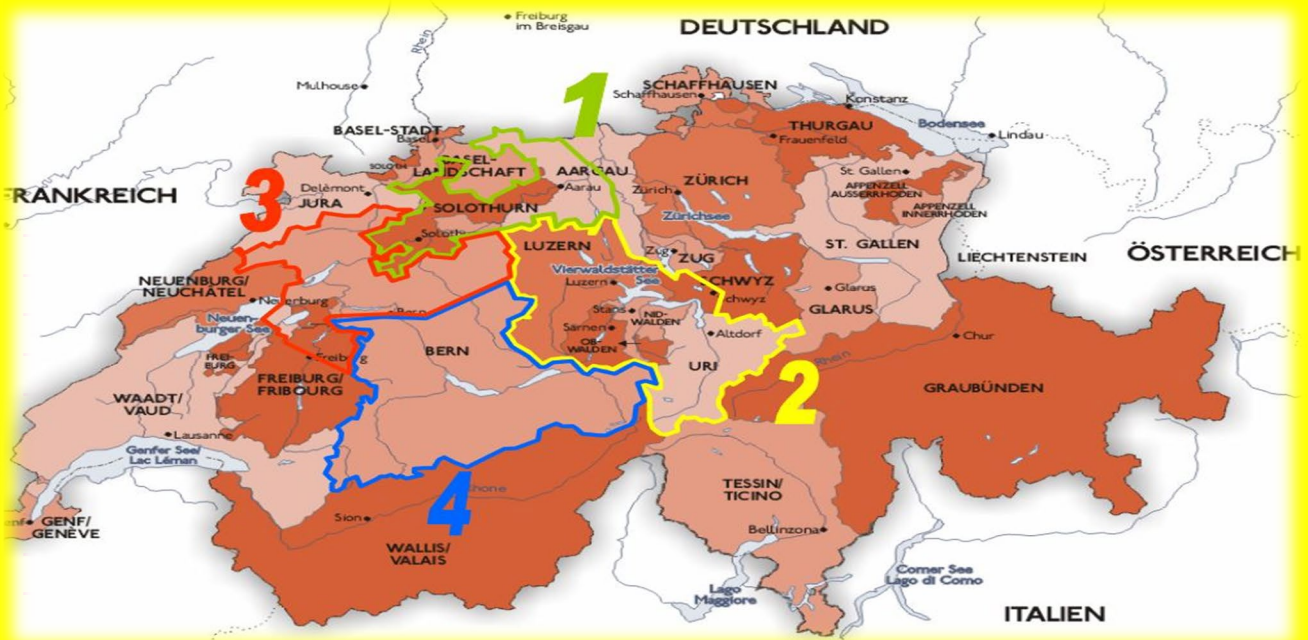 Freiburg
im Breisgau
DEUTSCHLAND
Rhein
Mulhouse
SCHAFFHAUSEN
Schaffhausen
Konstanz
1
BASEL-STADT
Basel
THURGAU
Bodensee
Lindau
Frauenfeld
SOLOTH
BASEL-
LANDSCHAFT
AARGAU
St. Gallen
FRANKREICH
3
Delémont
JURA
Aarau
Zürich
ZÜRICH
APPENZELL
AUSSERRHODEN
APPENZELL
INNERRHODEN
SOLOTHURN
Zürichsee
Soloth
LUZERN
Zug
ZUG
ST. GALLEN
LIECHTENSTEIN
ÖSTERREICH
NEUENBURG/
NEUCHÂTEL
Vierwaldstätter
See
Luzern
SCHWYZ
Schwyz
Glarus
GLARUS
Neuenburg
Neuen-
burger See
Bern
Stans
NID-
WALDEN
Sarnen
OB
WALDEN
Altdorf
Chur
FREI-
BURG
Freiburg
BERN
URI
Rhein
2
FREIBURG/
FRIBOURG
GRAUBÜNDEN
WAADT/
VAUD
Lausanne
Genfer See/
Lac Léman
4
Rhone
TESSIN/
TICINO
Sion
Bellinzona
GENF/
GENÈVE
WALLIS/
VALAIS
Lago
Maggiore
Comer See
Lago di Como
ITALIEN